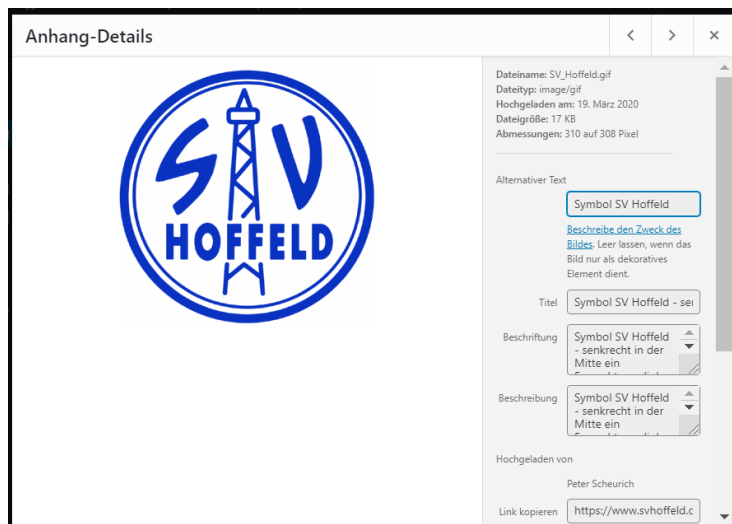 Anhang-Details
SV
HOFFELD
Dateiname: SV_Hoffeld.gif
Dateityp: image/gif
Hochgeladen am: 19. März 2020
Dateigröße: 17 KB
Abmessungen: 310 auf 308 Pixel
Alternativer Text
Symbol SV Hoffeld
Beschreibe den Zweck des
Bildes. Leer lassen, wenn das
Bild nur als dekoratives
Element dient.
Titel
Symbol SV Hoffeld -
Beschriftung
Symbol SV Hoffeld
- senkrecht in der
Mitte ein
Beschreibung
Symbol SV Hoffeld
- senkrecht in der
Mitte ein
Hochgeladen von
Peter Scheurich
Link kopieren
https://www.svhoffeld.c